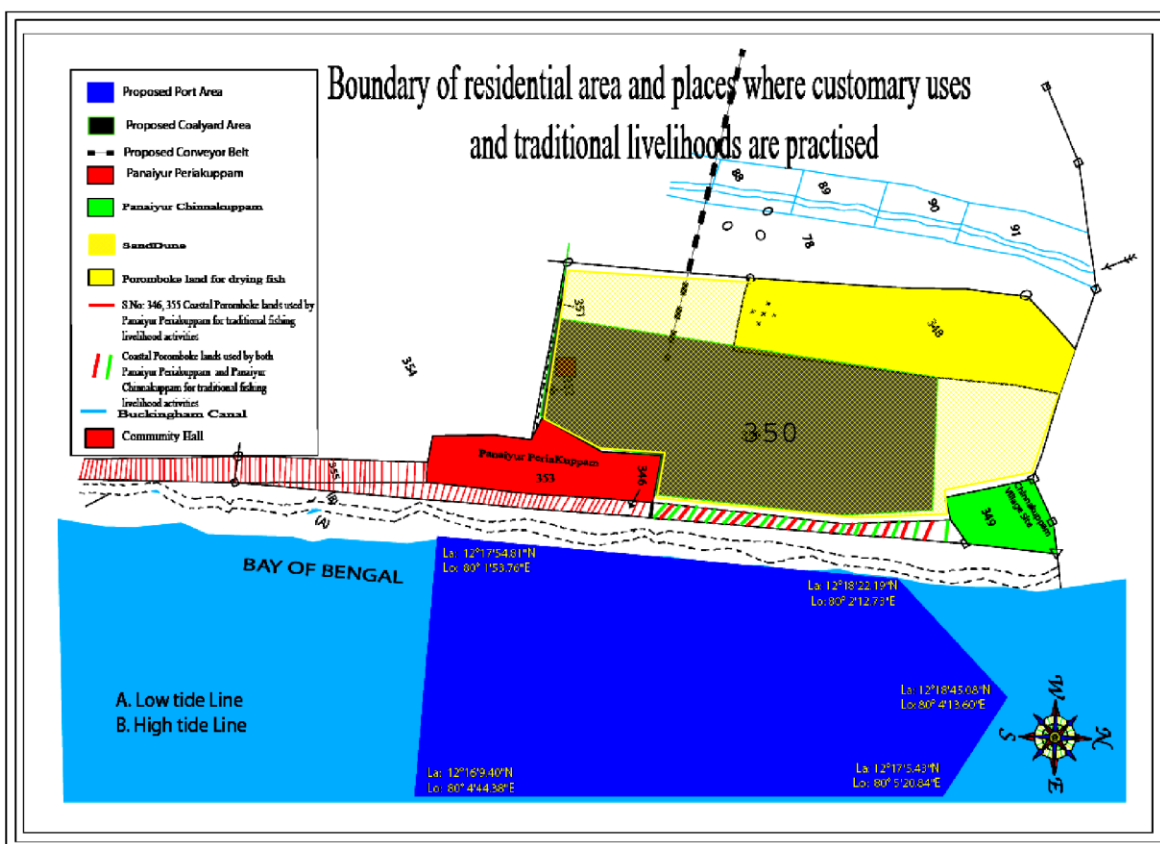 Boundary of residential area and places where customary uses
and traditional livelihoods are practised
Proposed Port Area
Proposed Coalyard Area
Proposed Conveyor Belt
Panaiyur Periakuppam
Panaiyur Chinnakuppam
SandDune
Poromboke land for drying fish
S.No: 346, 355 Coastal Poromboke lands used by
Panaiyur Periakuppam for traditional fishing
livelihood activities
Coastal Poromboke lands used by both
Panaiyur Periakuppam and Panaiyur
Chinnakuppam for traditional fishing
livelihood activities
Buckingham Canal
Community Hall
88
89
90
91
78
351
348
354
350
Panaiyur PeriaKuppam
353
346
355
B
A
Chinnakuppam
Village Site
349
BAY OF BENGAL
La: 12°17'54.81"N
Lo: 80° 1'53.76"E
La: 12°18'22.19"N
Lo: 80° 2'12.73"E
La: 12°18'45.08"N
Lo: 80° 4'13.60"E
La: 12°16'9.40"N
Lo: 80° 4'44.38"E
La: 12°17'5.43"N
Lo: 80° 5'20.84"E
A. Low tide Line
B. High tide Line
W
S
N
E